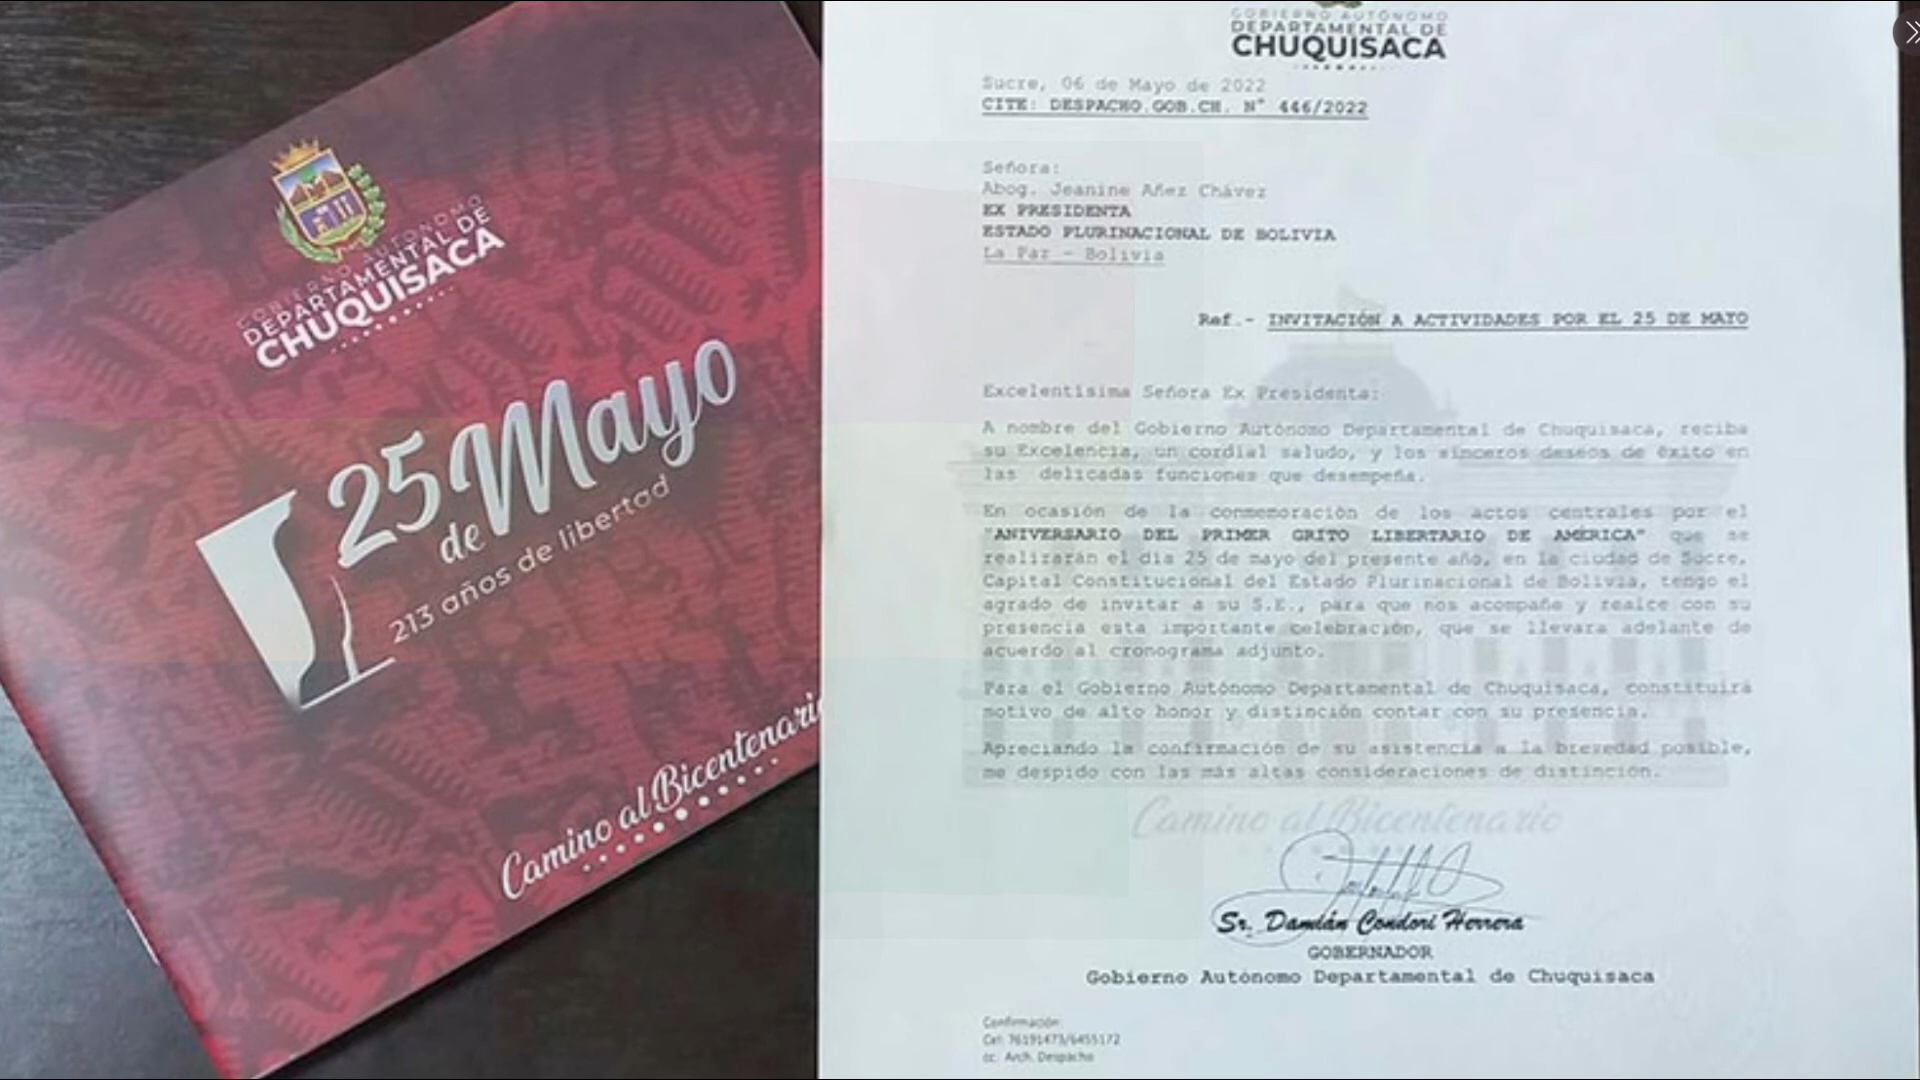 GOBIERNO AUTÓNOMO
DEPARTAMENTAL DE
CHUQUISACA
25 de Mayo
213 años de libertad
Camino al Bicentenario
GOBIERNO AUTÓNOMO
DEPARTAMENTAL DE
CHUQUISACA
Sucre, 06 de Mayo de 2022
CITE: DESPACHO.GOB.CH. N° 446/2022
Señora:
Abog. Jeanine Añez Chávez
EX PRESIDENTA
ESTADO PLURINACIONAL DE BOLIVIA
La Paz - Bolivia
Ref.- INVITACIÓN A ACTIVIDADES POR EL 25 DE MAYO
Excelentísima Señora Ex Presidenta:
A nombre del Gobierno Autónomo Departamental de Chuquisaca, reciba
su Excelencia, un cordial saludo, y los sinceros deseos de éxito en
las delicadas funciones que desempeña.
En ocasión de la conmemoración de los actos centrales por el
"ANIVERSARIO DEL PRIMER GRITO LIBERTARIO DE AMÉRICA" que se
realizarán el día 25 de mayo del presente año, en la ciudad de Sucre,
Capital Constitucional del Estado Plurinacional de Bolivia, tengo el
agrado de invitar a su S.E., para que nos acompañe y realce con su
presencia esta importante celebración, que se llevara adelante de
acuerdo al cronograma adjunto.
Para el Gobierno Autónomo Departamental de Chuquisaca, constituirá
motivo de alto honor y distinción contar con su presencia.
Apreciando la confirmación de su asistencia a la brevedad posible,
me despido con las más altas consideraciones de distinción.
Camino al Bicentenario
Sr. Damián Condori Herrera
GOBERNADOR
Gobierno Autónomo Departamental de Chuquisaca
Confirmación:
Cel: 76191473/6455172
cc. Arch. Despacho